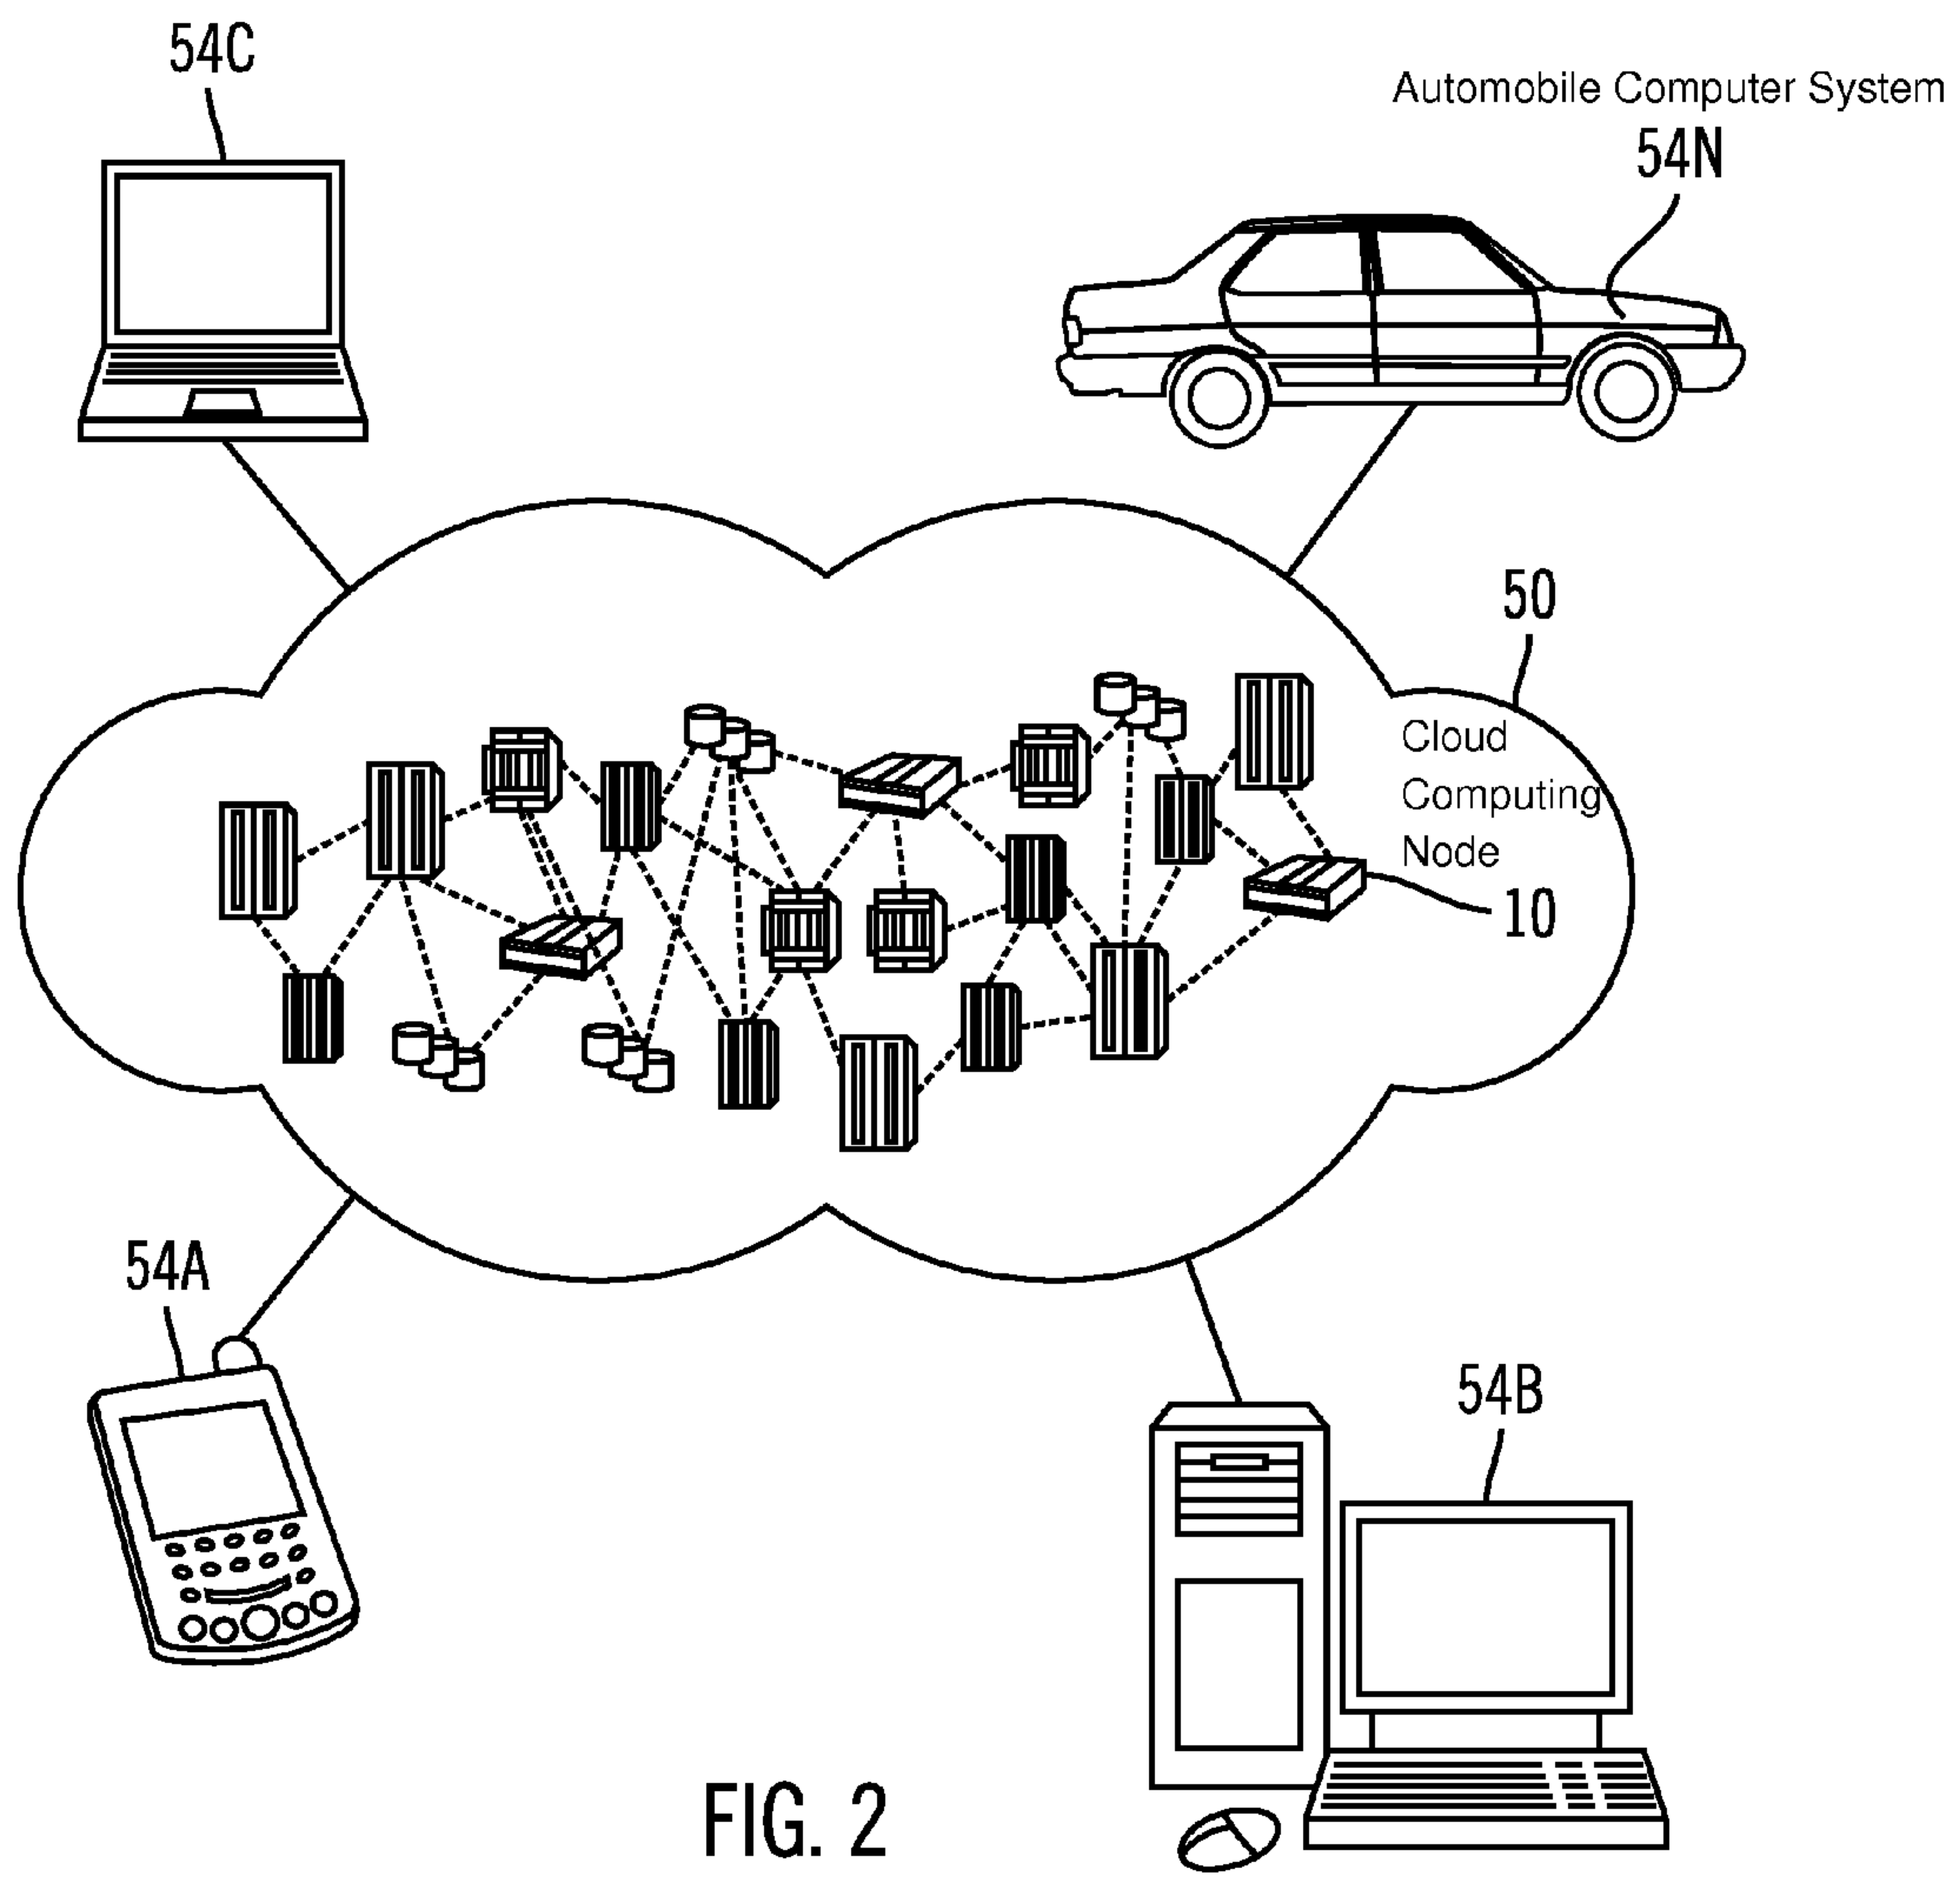 54C
Automobile Computer System
54N
50
Cloud
Computing
Node
10
54A
54B
FIG. 2